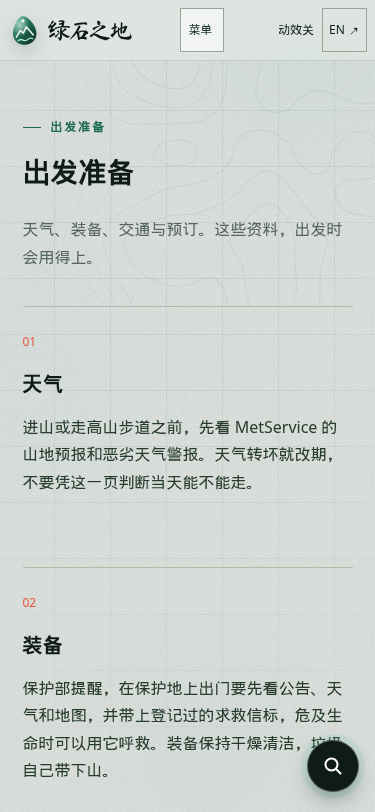 绿石之地
菜单
动效关
EN ↗
出发准备
出发准备
天气、装备、交通与预订。这些资料，出发时
会用得上。
01
天气
进山或走高山步道之前，先看 MetService 的
山地预报和恶劣天气警报。天气转坏就改期，
不要凭这一页判断当天能不能走。
02
装备
保护部提醒，在保护地上出门要先看公告、天
气和地图，并带上登记过的求救信标，危及生
命时可以用它呼救。装备保持干燥清洁，垃圾
自己带下山。